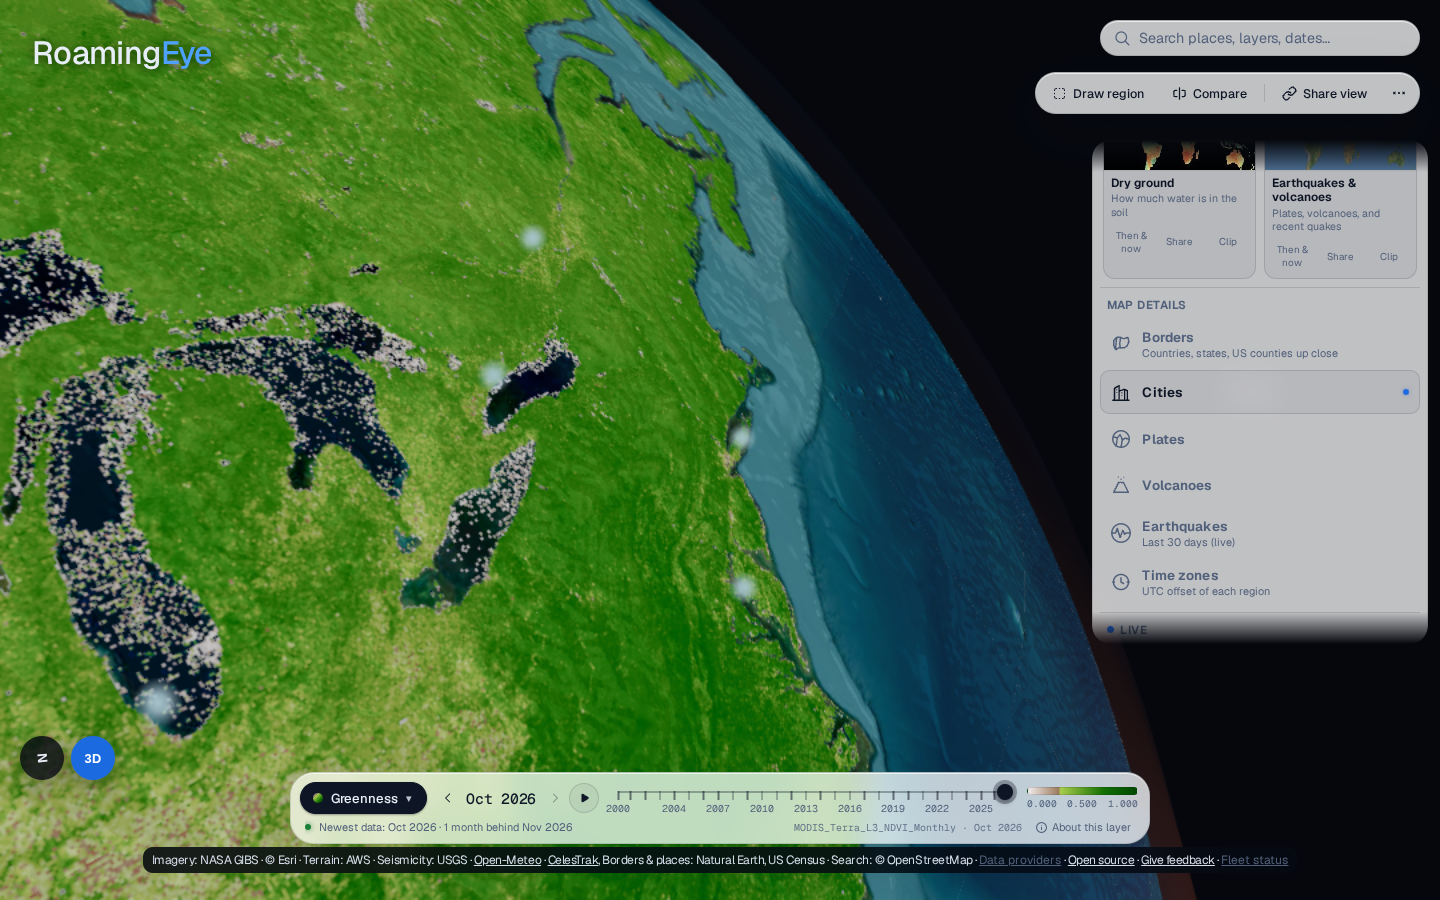 RoamingEye
Search places, layers, dates...
Draw region
Compare
Share view
Dry ground
How much water is in the
soil
Then &
now
Share
Clip
Earthquakes &
volcanoes
Plates, volcanoes, and
recent quakes
Then &
now
Share
Clip
MAP DETAILS
Borders
Countries, states, US counties up close
Cities
Plates
Volcanoes
Earthquakes
Last 30 days (live)
Time zones
UTC offset of each region
LIVE
N
3D
Greenness
Oct 2026
2000 2004 2007 2010 2013 2016 2019 2022 2025
0.000 0.500 1.000
Newest data: Oct 2026 · 1 month behind Nov 2026
MODIS_Terra_L3_NDVI_Monthly · Oct 2026
About this layer
Imagery: NASA GIBS · © Esri · Terrain: AWS · Seismicity: USGS · Open-Meteo · CelesTrak, Borders & places: Natural Earth, US Census · Search: © OpenStreetMap · Data providers · Open source · Give feedback · Fleet status